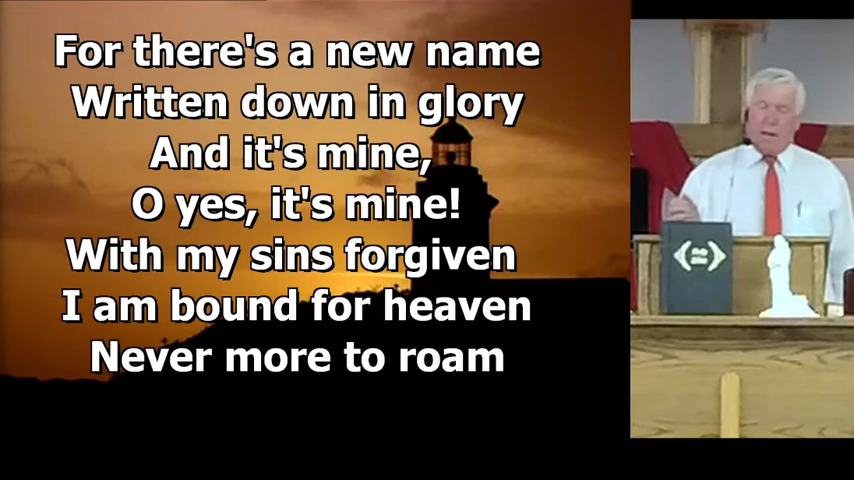 For there's a new name
Written down in glory
And it's mine,
O yes, it's mine!
With my sins forgiven
I am bound for heaven
Never more to roam